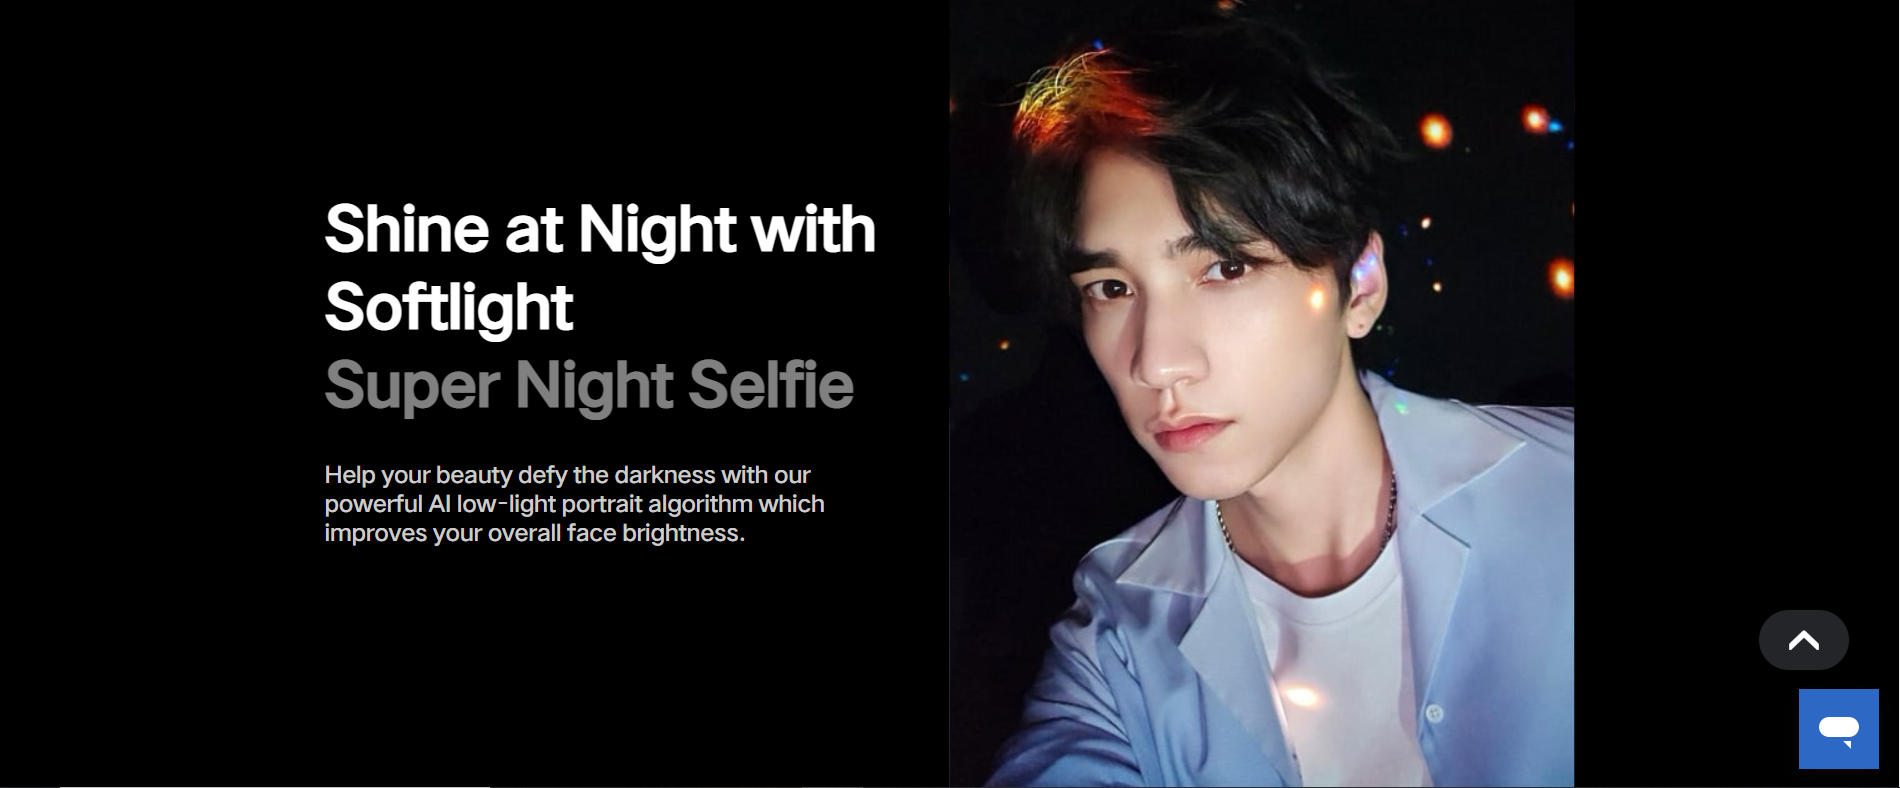 Shine at Night with
Softlight
Super Night Selfie
Help your beauty defy the darkness with our
powerful AI low-light portrait algorithm which
improves your overall face brightness.